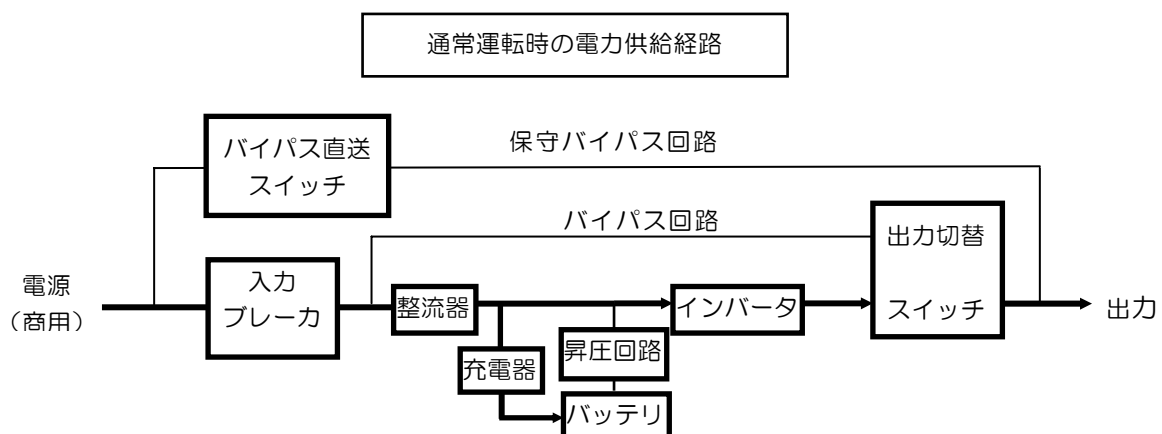 通常運転時の電力供給経路
バイパス直送
スイッチ
保守バイパス回路
バイパス回路
出力切替
スイッチ
電源
（商用）
入力
ブレーカ
整流器
インバータ
出力
昇圧回路
充電器
バッテリ